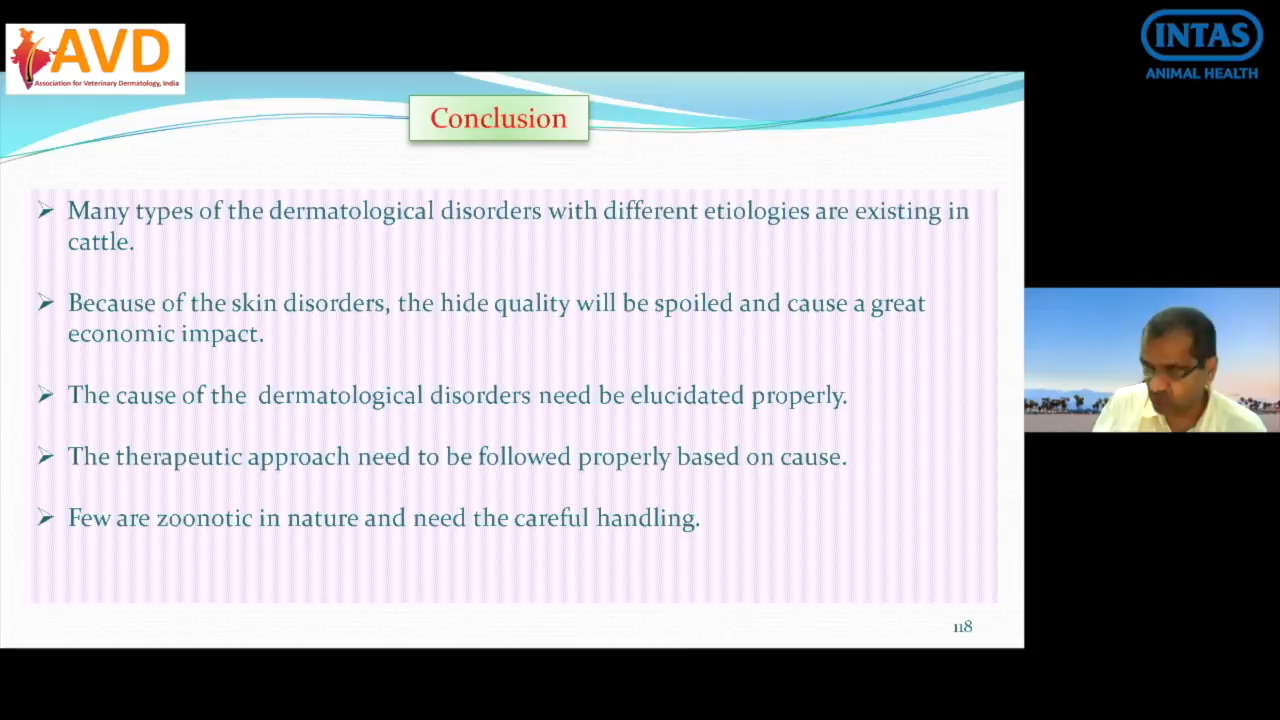 AVD
Association for Veterinary Dermatology, India
INTAS
ANIMAL HEALTH
Conclusion
Many types of the dermatological disorders with different etiologies are existing in
cattle.
Because of the skin disorders, the hide quality will be spoiled and cause a great
economic impact.
The cause of the dermatological disorders need be elucidated properly.
The therapeutic approach need to be followed properly based on cause.
Few are zoonotic in nature and need the careful handling.
118